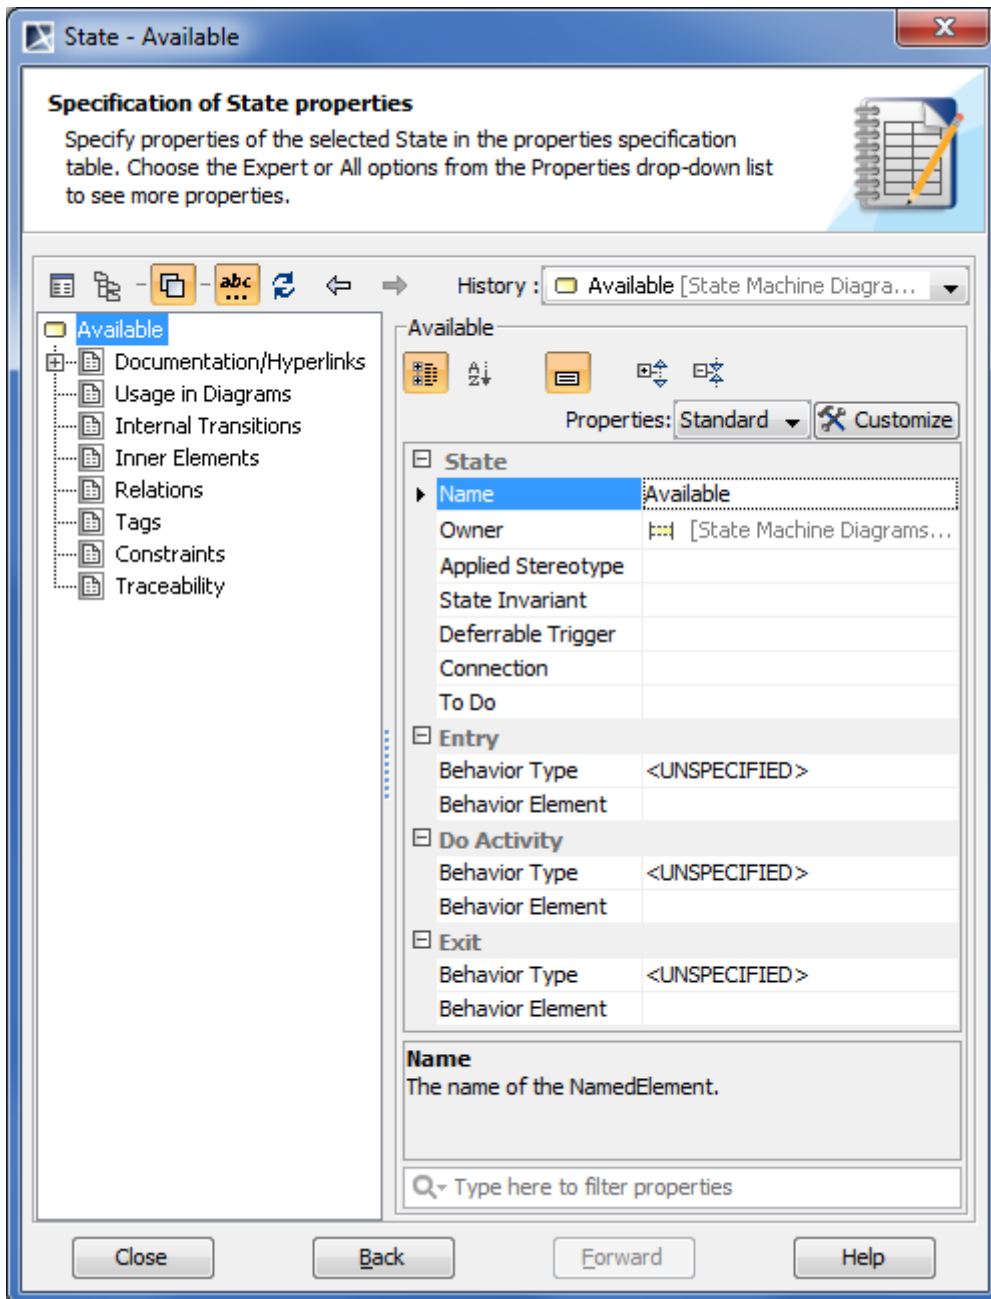 State - Available
x
Specification of State properties
Specify properties of the selected State in the properties specification
table. Choose the Expert or All options from the Properties drop-down list
to see more properties.
abc
History : Available [State Machine Diagra...
Available
Documentation/Hyperlinks
Usage in Diagrams
Internal Transitions
Inner Elements
Relations
Tags
Constraints
Traceability
Available
A
Z
Properties: Standard Customize
State
Name Available
Owner [State Machine Diagrams...
Applied Stereotype
State Invariant
Deferrable Trigger
Connection
To Do
Entry
Behavior Type <UNSPECIFIED>
Behavior Element
Do Activity
Behavior Type <UNSPECIFIED>
Behavior Element
Exit
Behavior Type <UNSPECIFIED>
Behavior Element
Name
The name of the NamedElement.
Type here to filter properties
Close Back Forward Help